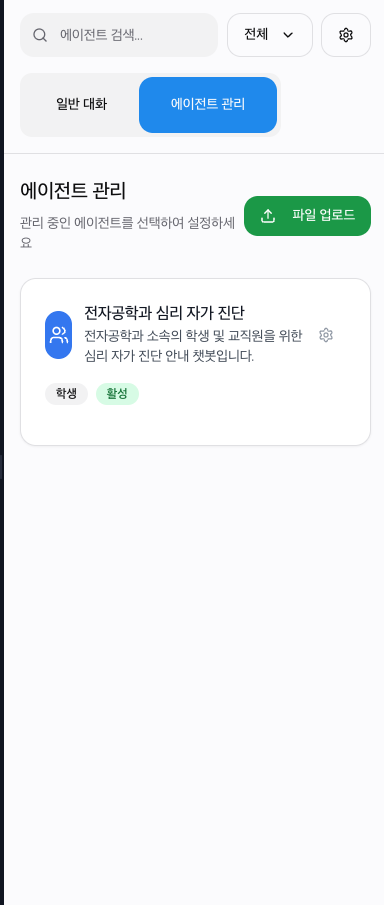 에이전트 검색...
전체
일반 대화
에이전트 관리
에이전트 관리
관리 중인 에이전트를 선택하여 설정하세
요
파일 업로드
전자공학과 심리 자가 진단
전자공학과 소속의 학생 및 교직원을 위한
심리 자가 진단 안내 챗봇입니다.
학생
활성